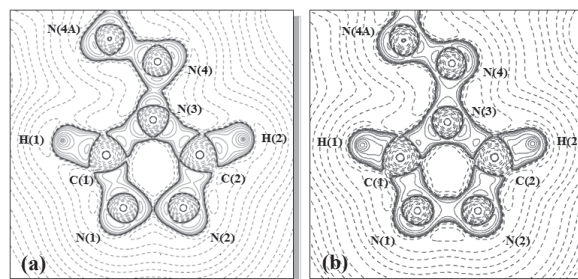 N(4A)
N(4)
N(3)
H(1)
H(2)
C(1)
C(2)
N(1)
N(2)
(a)
N(4A)
N(4)
N(3)
H(1)
H(2)
C(1)
C(2)
N(1)
N(2)
(b)